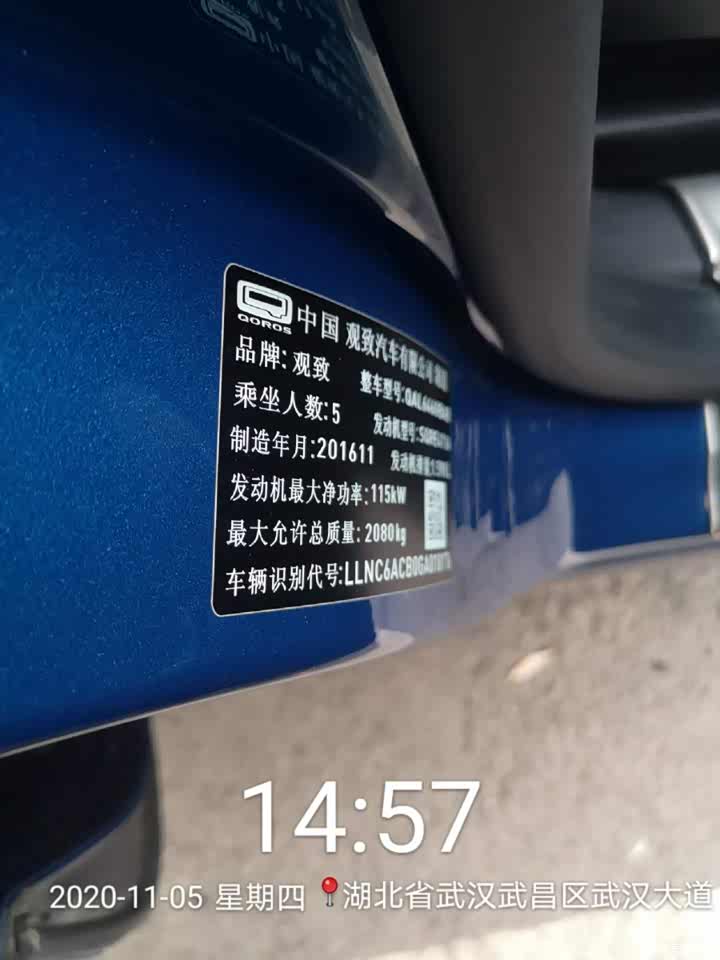 QOROS 中国 观致汽车有限公司 制造
品牌: 观致
整车型号:
乘坐人数:5
发动机型号:
制造年月:201611
发动机排量:
发动机最大净功率:115kW
最大允许总质量: 2080kg
车辆识别代号:
14:57
2020-11-05 星期四 湖北省武汉武昌区武汉大道